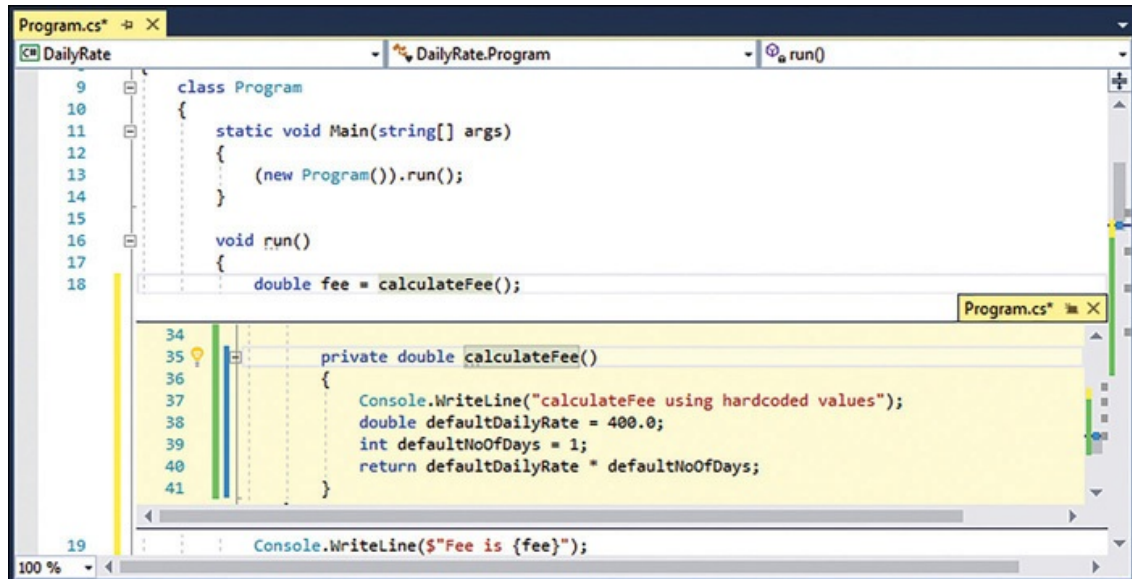 Program.cs*
DailyRate DailyRate.Program run()
9 class Program
10 {
11 static void Main(string[] args)
12 {
13 (new Program()).run();
14 }
15
16 void run()
17 {
18 double fee = calculateFee();
Program.cs*
34
35 private double calculateFee()
36 {
37 Console.WriteLine("calculateFee using hardcoded values");
38 double defaultDailyRate = 400.0;
39 int defaultNoOfDays = 1;
40 return defaultDailyRate * defaultNoOfDays;
41 }
19 Console.WriteLine($"Fee is {fee}");
100 %